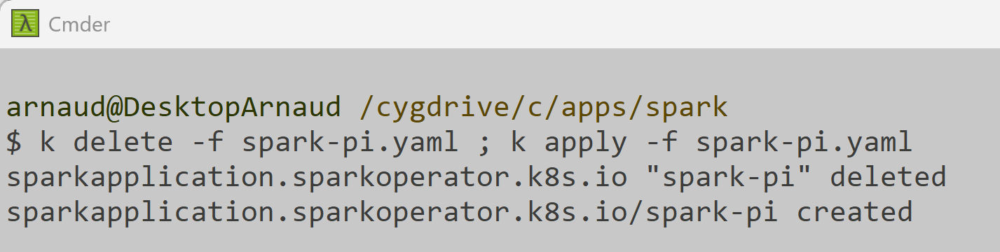 λ Cmder
arnaud@DesktopArnaud /cygdrive/c/apps/spark
$ k delete -f spark-pi.yaml ; k apply -f spark-pi.yaml
sparkapplication.sparkoperator.k8s.io "spark-pi" deleted
sparkapplication.sparkoperator.k8s.io/spark-pi created